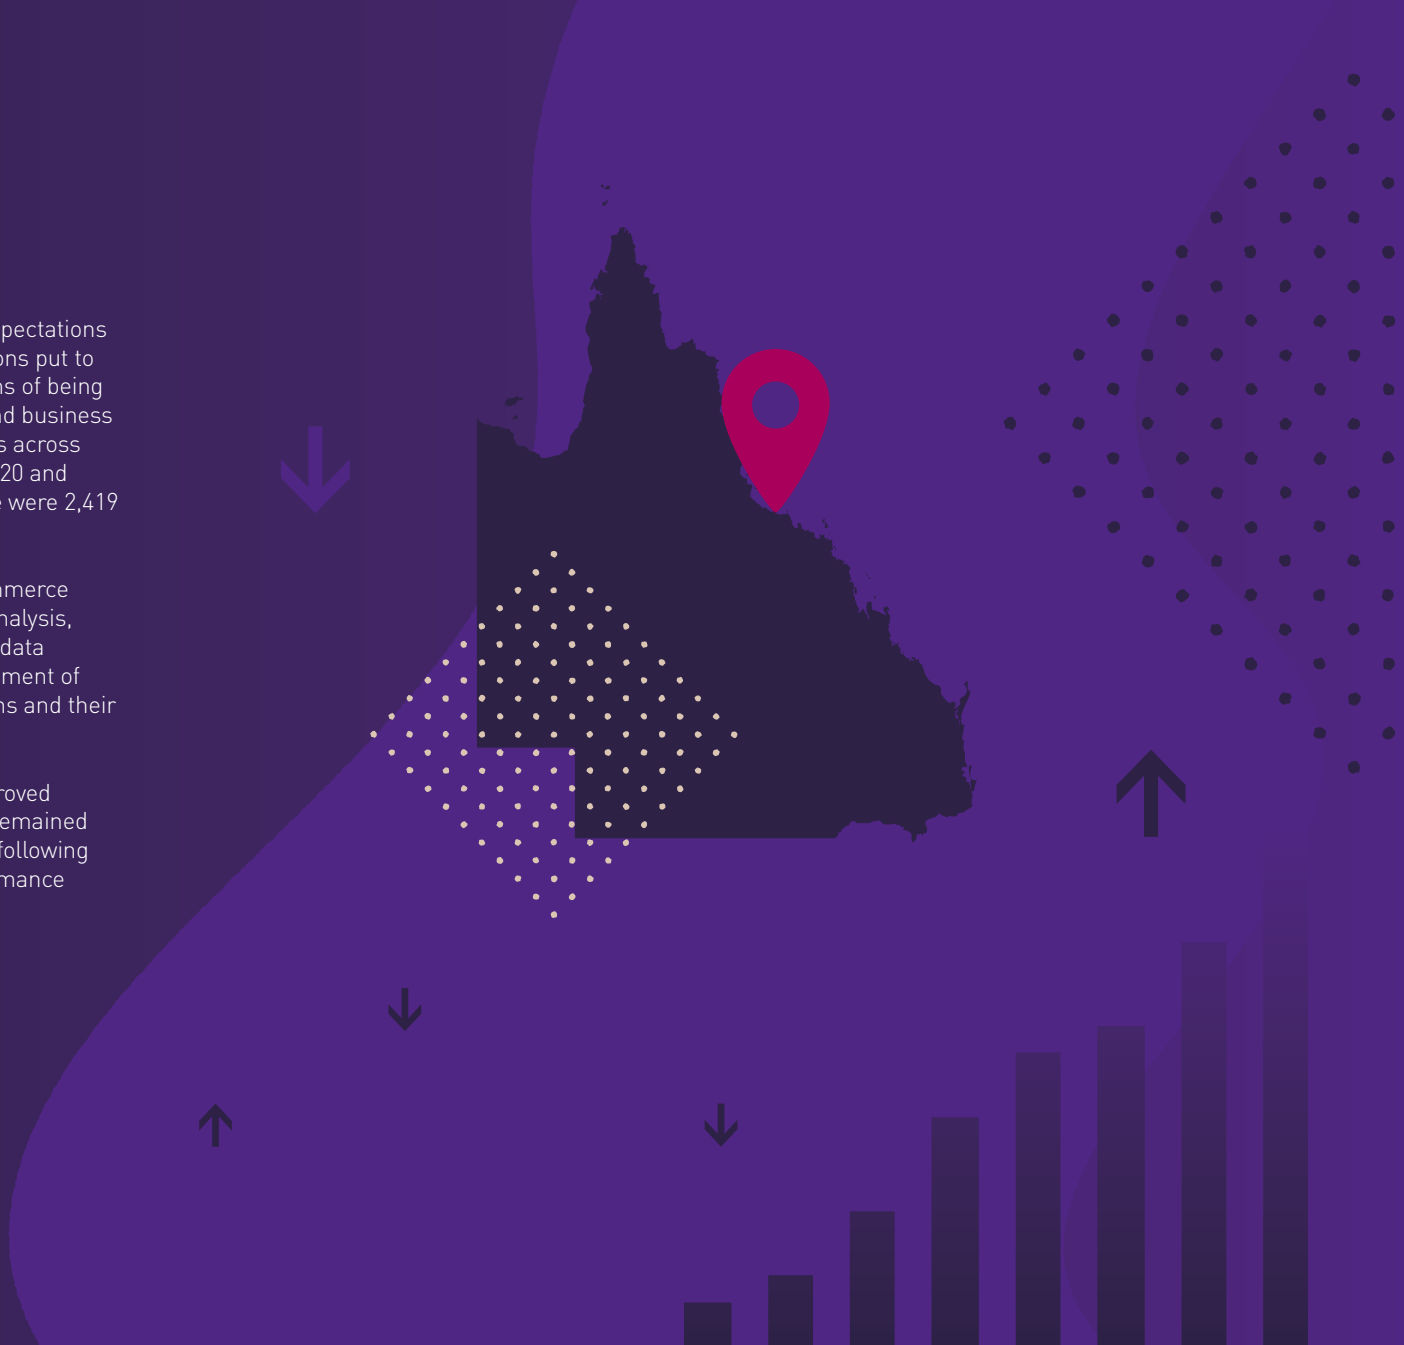 pectations
ons put to
ns of being
nd business
s across
20 and
e were 2,419
nmerce
nalysis,
data
ment of
ns and their
roved
emained
following
mance